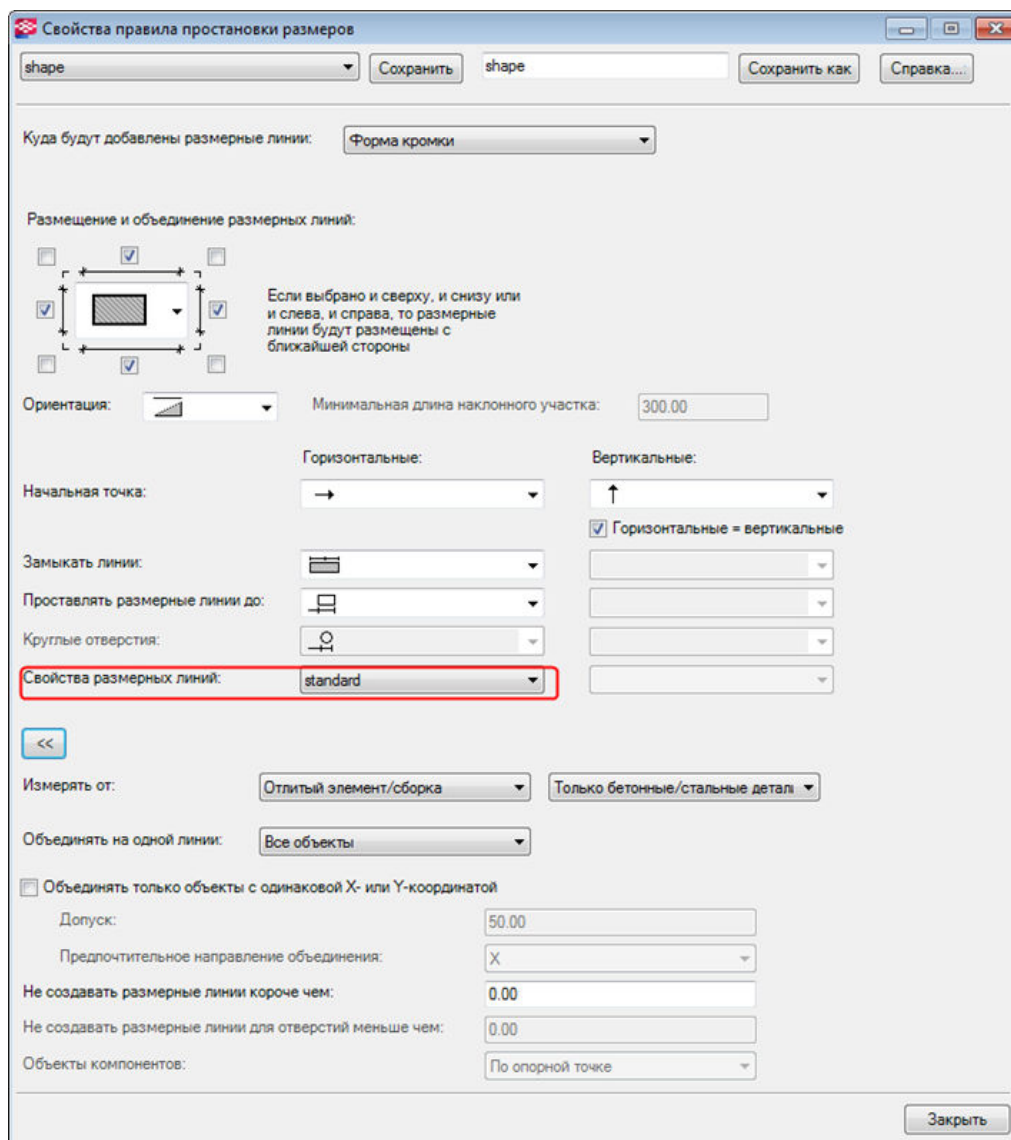 Свойства правила простановки размеров
shape Сохранить shape Сохранить как Справка...
Куда будут добавлены размерные линии: Форма кромки
Размещение и объединение размерных линий:
Если выбрано и сверху, и снизу или
и слева, и справа, то размерные
линии будут размещены с
ближайшей стороны
Ориентация: Минимальная длина наклонного участка: 300.00
Горизонтальные: Вертикальные:
Начальная точка:
Горизонтальные = вертикальные
Замыкать линии:
Проставлять размерные линии до:
Круглые отверстия:
Свойства размерных линий: standard
<<
Измерять от: Отлитый элемент/сборка Только бетонные/стальные детали
Объединять на одной линии: Все объекты
Объединять только объекты с одинаковой X- или Y-координатой
Допуск: 50.00
Предпочтительное направление объединения: X
Не создавать размерные линии короче чем: 0.00
Не создавать размерные линии для отверстий меньше чем: 0.00
Объекты компонентов: По опорной точке
Закрыть